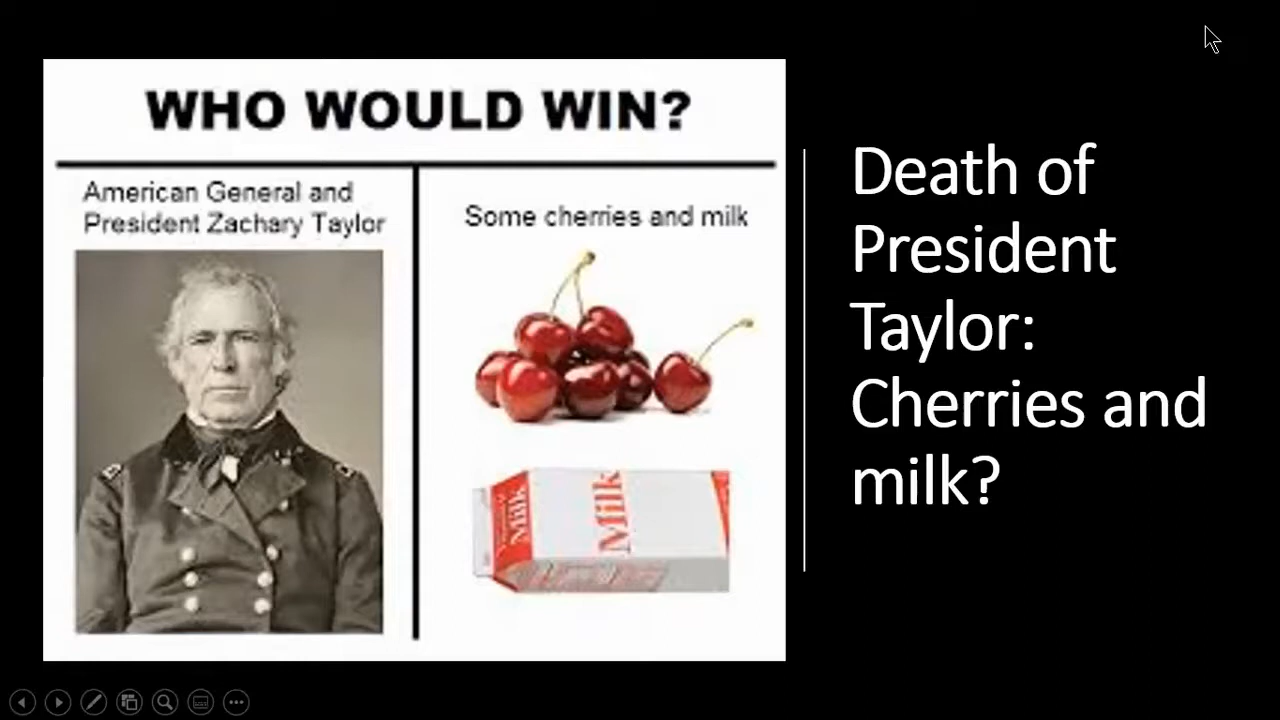 WHO WOULD WIN?
American General and
President Zachary Taylor
Some cherries and milk
Milk
Milk
Death of
President
Taylor:
Cherries and
milk?